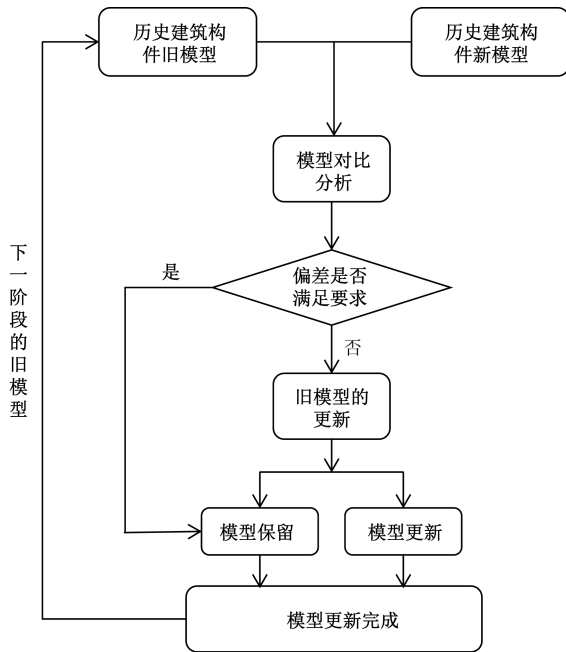 历史建筑构
件旧模型
历史建筑构
件新模型
模型对比
分析
偏差是否
满足要求
是
否
下一阶段的旧模型
旧模型的
更新
模型保留
模型更新
模型更新完成